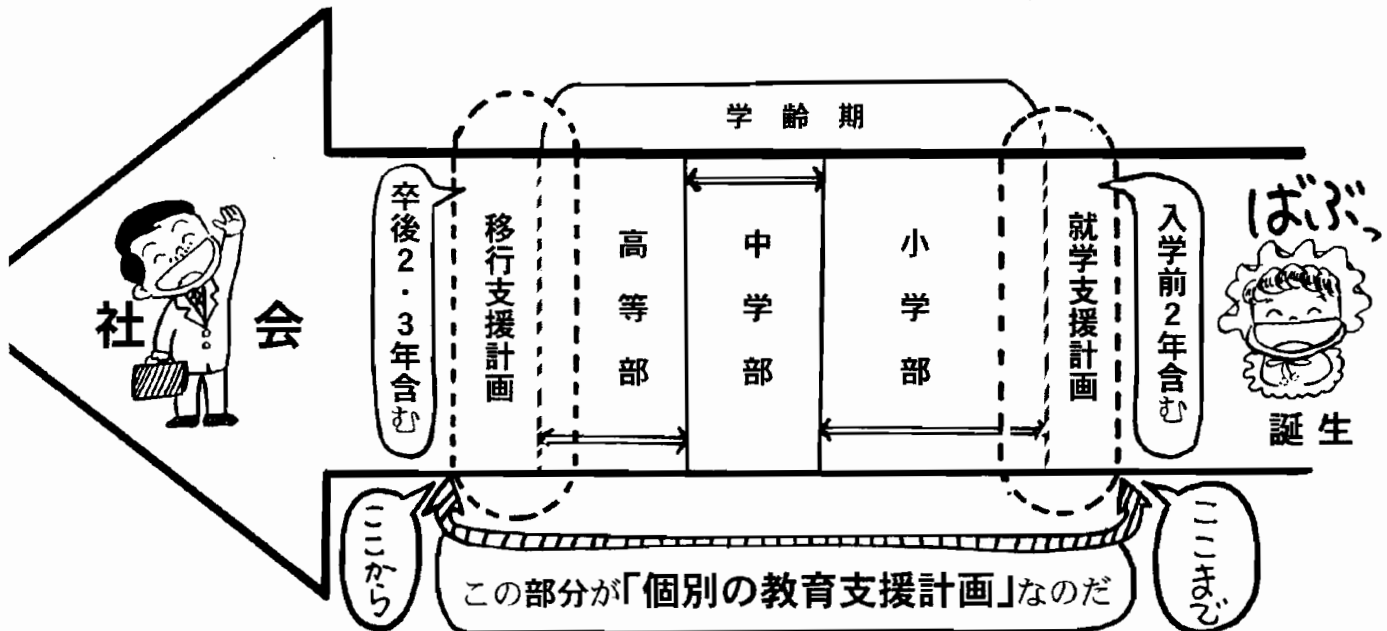 学齢期
ばぶっ
誕生
入学前2年含む
就学支援計画
小学部
中学部
高等部
移行支援計画
卒後2・3年含む
社会
ここから
この部分が「個別の教育支援計画」なのだ
ここまで